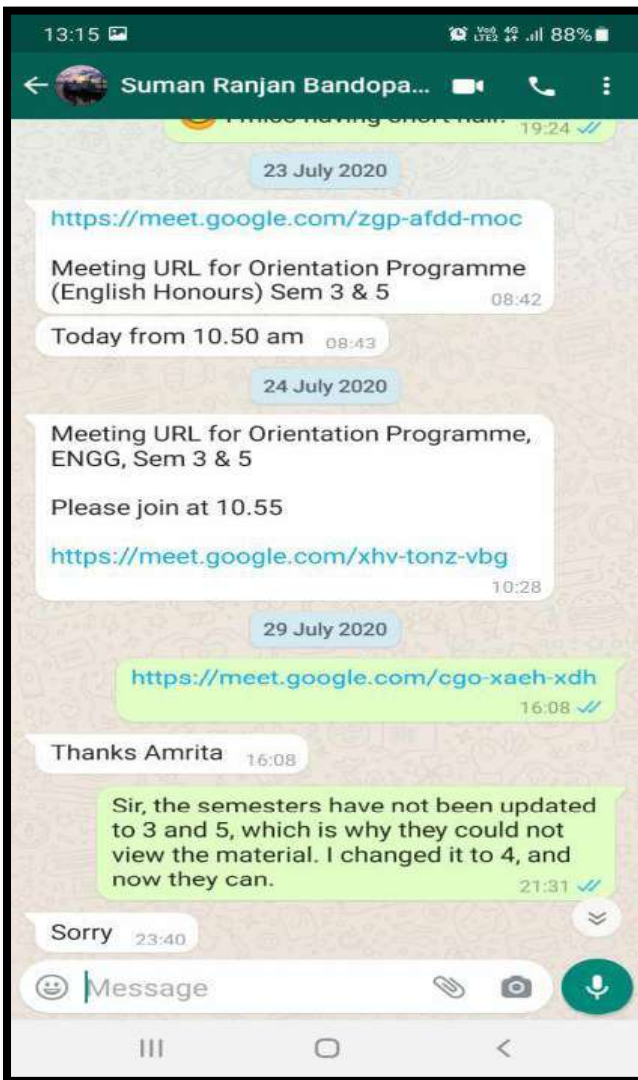 13:15 88%
Suman Ranjan Bandopa...
19:24
23 July 2020
https://meet.google.com/zgp-afdd-moc
Meeting URL for Orientation Programme
(English Honours) Sem 3 & 5 08:42
Today from 10.50 am 08:43
24 July 2020
Meeting URL for Orientation Programme,
ENGG, Sem 3 & 5
Please join at 10.55
https://meet.google.com/xhv-tonz-vbg
10:28
29 July 2020
https://meet.google.com/cgo-xaeh-xdh
16:08
Thanks Amrita 16:08
Sir, the semesters have not been updated
to 3 and 5, which is why they could not
view the material. I changed it to 4, and
now they can. 21:31
Sorry 23:40
Message